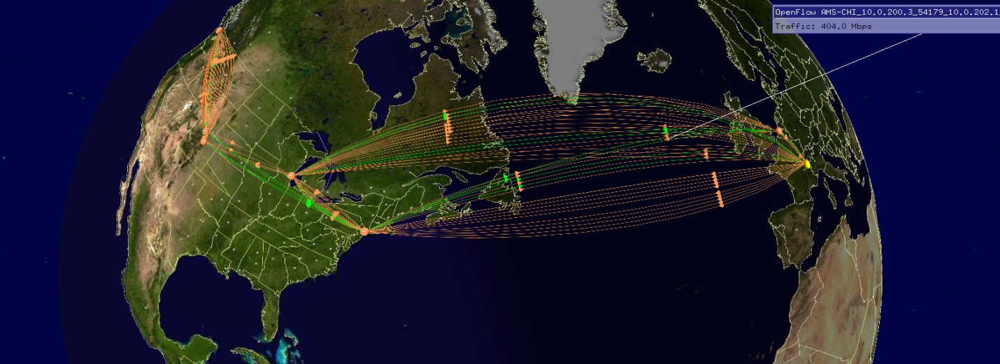 OpenFlow AMS-CHI_10.0.200.3_54179_10.0.202.1
Traffic: 404.0 Mbps